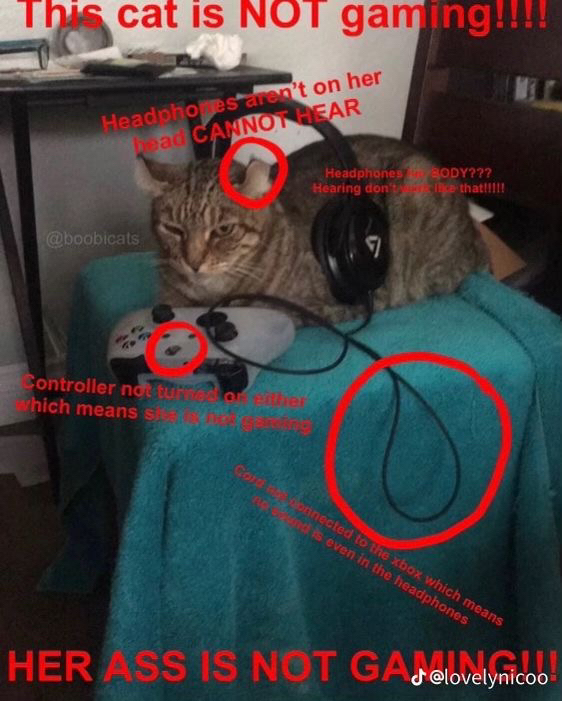 This cat is NOT gaming!!!!
Headphones aren't on her
head CANNOT HEAR
Headphones for BODY???
Hearing don't work like that!!!!!
@boobicats
Controller not turned on either
which means she is not gaming
Cord not connected to the xbox which means
no sound is even in the headphones
HER ASS IS NOT GAMING!!!
@lovelynicoo